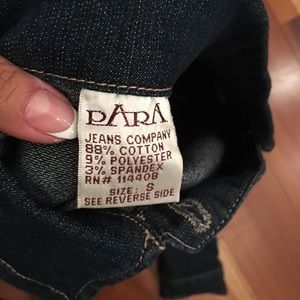 PARA
JEANS COMPANY
88% COTTON
9% POLYESTER
3% SPANDEX
RN# 114408
SIZE: S
SEE REVERSE SIDE